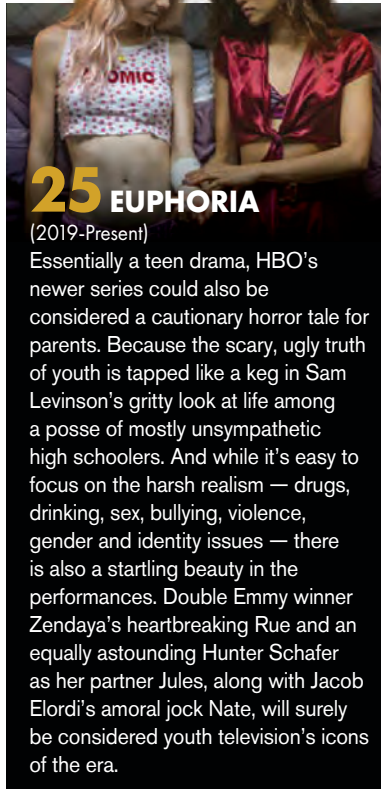 OMIC
25 EUPHORIA
(2019-Present)
Essentially a teen drama, HBO's
newer series could also be
considered a cautionary horror tale for
parents. Because the scary, ugly truth
of youth is tapped like a keg in Sam
Levinson's gritty look at life among
a posse of mostly unsympathetic
high schoolers. And while it's easy to
focus on the harsh realism — drugs,
drinking, sex, bullying, violence,
gender and identity issues — there
is also a startling beauty in the
performances. Double Emmy winner
Zendaya's heartbreaking Rue and an
equally astounding Hunter Schafer
as her partner Jules, along with Jacob
Elordi's amoral jock Nate, will surely
be considered youth television's icons
of the era.